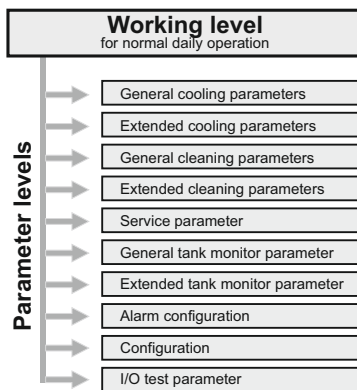 Working level
for normal daily operation
Parameter levels
General cooling parameters
Extended cooling parameters
General cleaning parameters
Extended cleaning parameters
Service parameter
General tank monitor parameter
Extended tank monitor parameter
Alarm configuration
Configuration
I/O test parameter